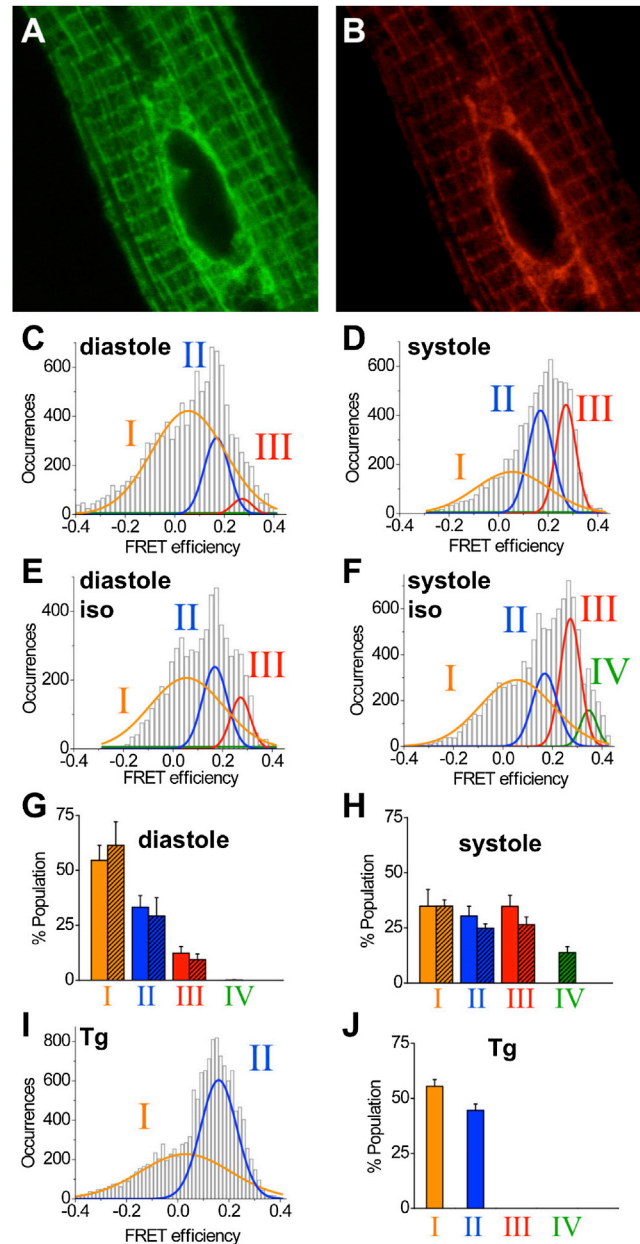 A
B
C
diastole
II
I
III
Occurrences
600
400
200
0
-0.4 -0.2 0.0 0.2 0.4
FRET efficiency
D
systole
II
III
I
Occurrences
600
400
200
0
-0.4 -0.2 0.0 0.2 0.4
FRET efficiency
E
diastole
iso
II
III
I
Occurrences
400
200
0
-0.4 -0.2 0.0 0.2 0.4
FRET efficiency
F
systole
iso
II
III
IV
I
Occurrences
600
400
200
0
-0.4 -0.2 0.0 0.2 0.4
FRET efficiency
G
diastole
% Population
75
50
25
0
I II III IV
H
systole
% Population
75
50
25
0
I II III IV
I
Tg
II
I
Occurrences
800
600
400
200
0
-0.4 -0.2 0.0 0.2 0.4
FRET efficiency
J
Tg
% Population
75
50
25
0
I II III IV